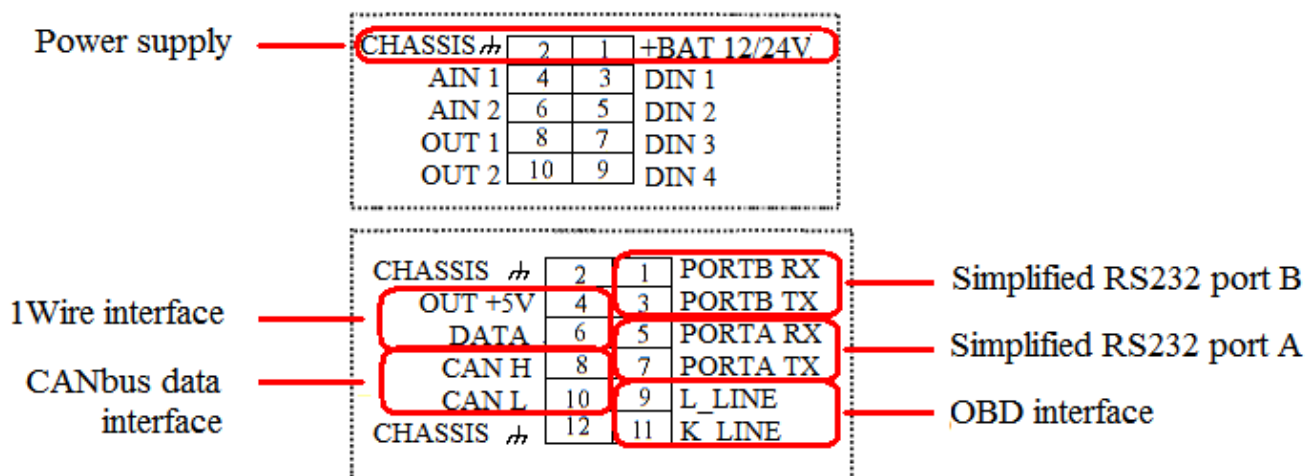 Power supply
CHASSIS 2 1 +BAT 12/24V
AIN 1 4 3 DIN 1
AIN 2 6 5 DIN 2
OUT 1 8 7 DIN 3
OUT 2 10 9 DIN 4
CHASSIS 2 1 PORTB RX
OUT +5V 4 3 PORTB TX
DATA 6 5 PORTA RX
CAN H 8 7 PORTA TX
CAN L 10 9 L_LINE
CHASSIS 12 11 K_LINE
1Wire interface
CANbus data
interface
Simplified RS232 port B
Simplified RS232 port A
OBD interface